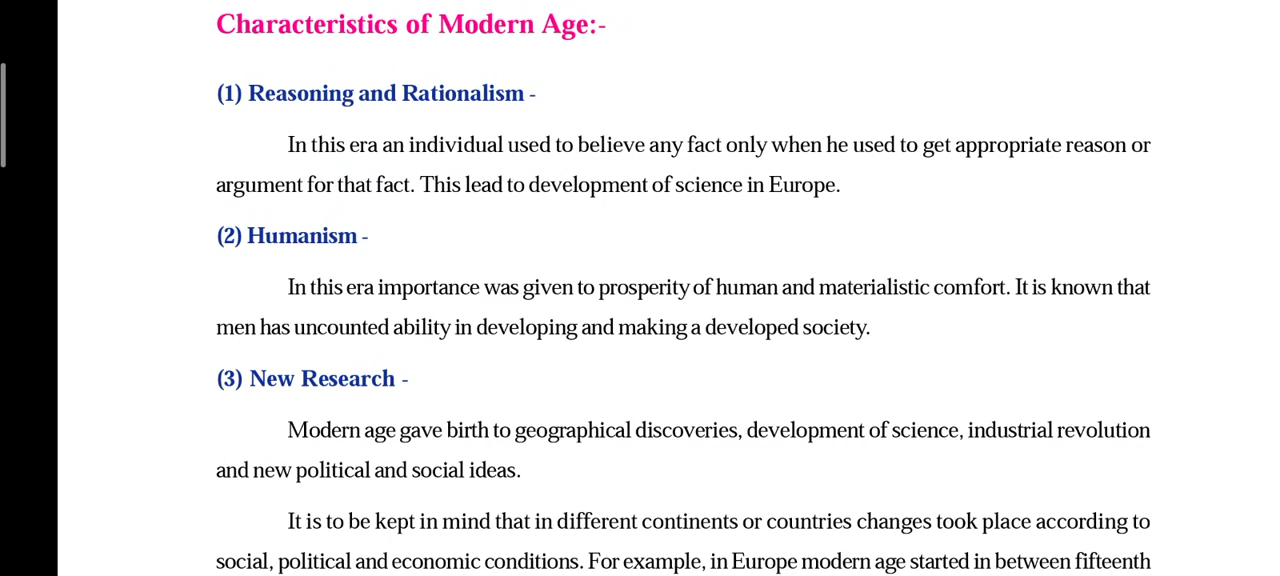 Characteristics of Modern Age:-
(1) Reasoning and Rationalism -
In this era an individual used to believe any fact only when he used to get appropriate reason or
argument for that fact. This lead to development of science in Europe.
(2) Humanism -
In this era importance was given to prosperity of human and materialistic comfort. It is known that
men has uncounted ability in developing and making a developed society.
(3) New Research -
Modern age gave birth to geographical discoveries, development of science, industrial revolution
and new political and social ideas.
It is to be kept in mind that in different continents or countries changes took place according to
social, political and economic conditions. For example, in Europe modern age started in between fifteenth